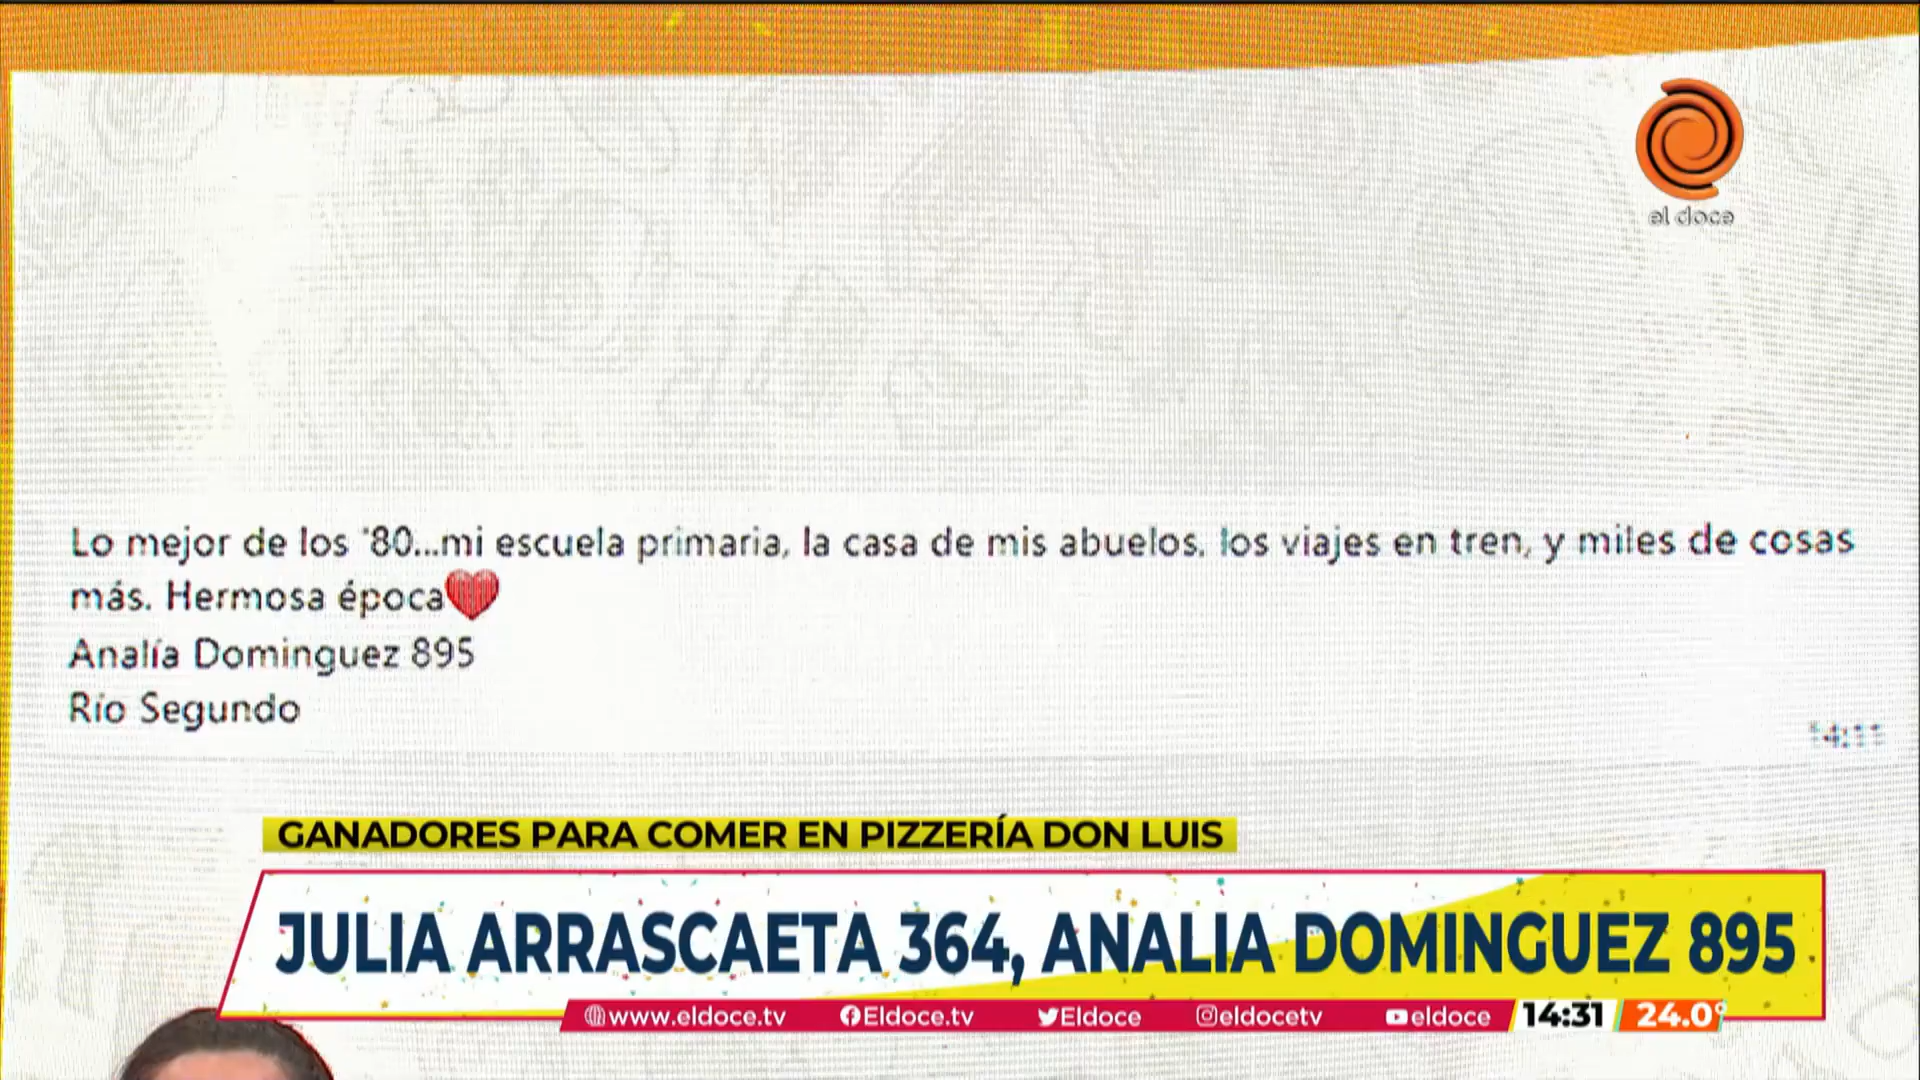 el doce
Lo mejor de los '80...mi escuela primaria, la casa de mis abuelos, los viajes en tren, y miles de cosas
más. Hermosa época❤
Analía Dominguez 895
Río Segundo
14:11
GANADORES PARA COMER EN PIZZERÍA DON LUIS
JULIA ARRASCAETA 364, ANALIA DOMINGUEZ 895
www.eldoce.tv Eldoce.tv Eldoce eldocetv eldoce 14:31 24.0°